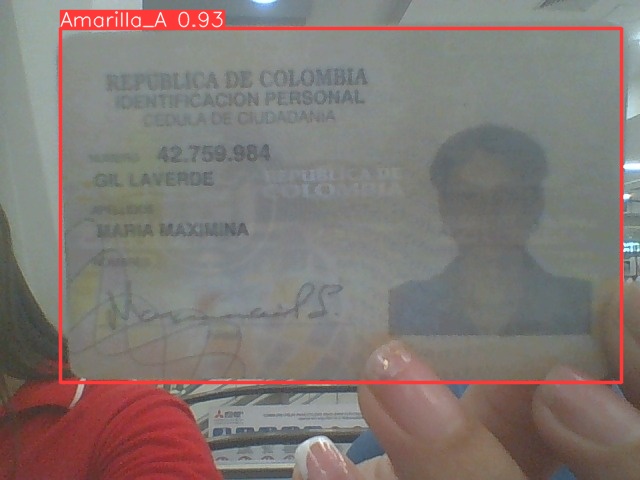 Amarilla_A 0.93
REPUBLICA DE COLOMBIA
IDENTIFICACION PERSONAL
CEDULA DE CIUDADANIA
NUMERO 42.759.984
GIL LAVERDE
REPUBLICA DE
COLOMBIA
APELLIDOS
MARIA MAXIMINA
NOMBRES